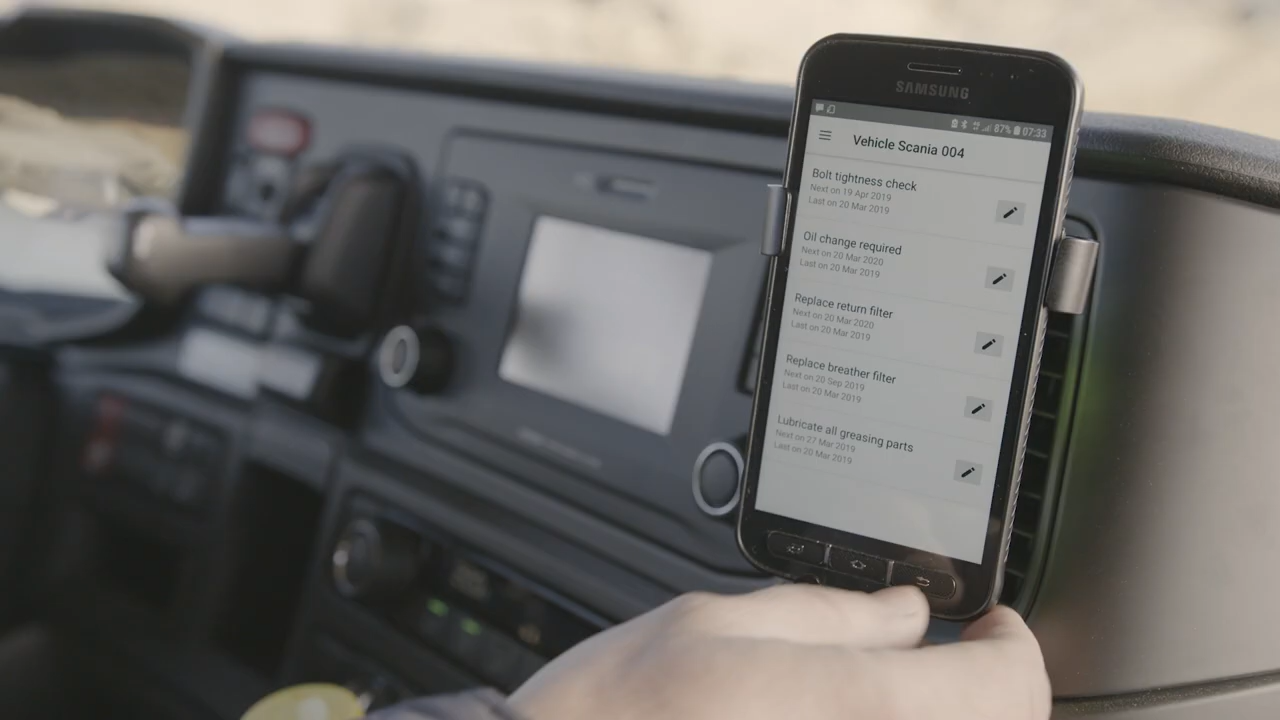 SAMSUNG
87% 07:33
Vehicle Scania 004
Bolt tightness check
Next on 19 Apr 2019
Last on 20 Mar 2019
Oil change required
Next on 20 Mar 2020
Last on 20 Mar 2019
Replace return filter
Next on 20 Mar 2020
Last on 20 Mar 2019
Replace breather filter
Next on 20 Sep 2019
Last on 20 Mar 2019
Lubricate all greasing parts
Next on 27 Mar 2019
Last on 20 Mar 2019